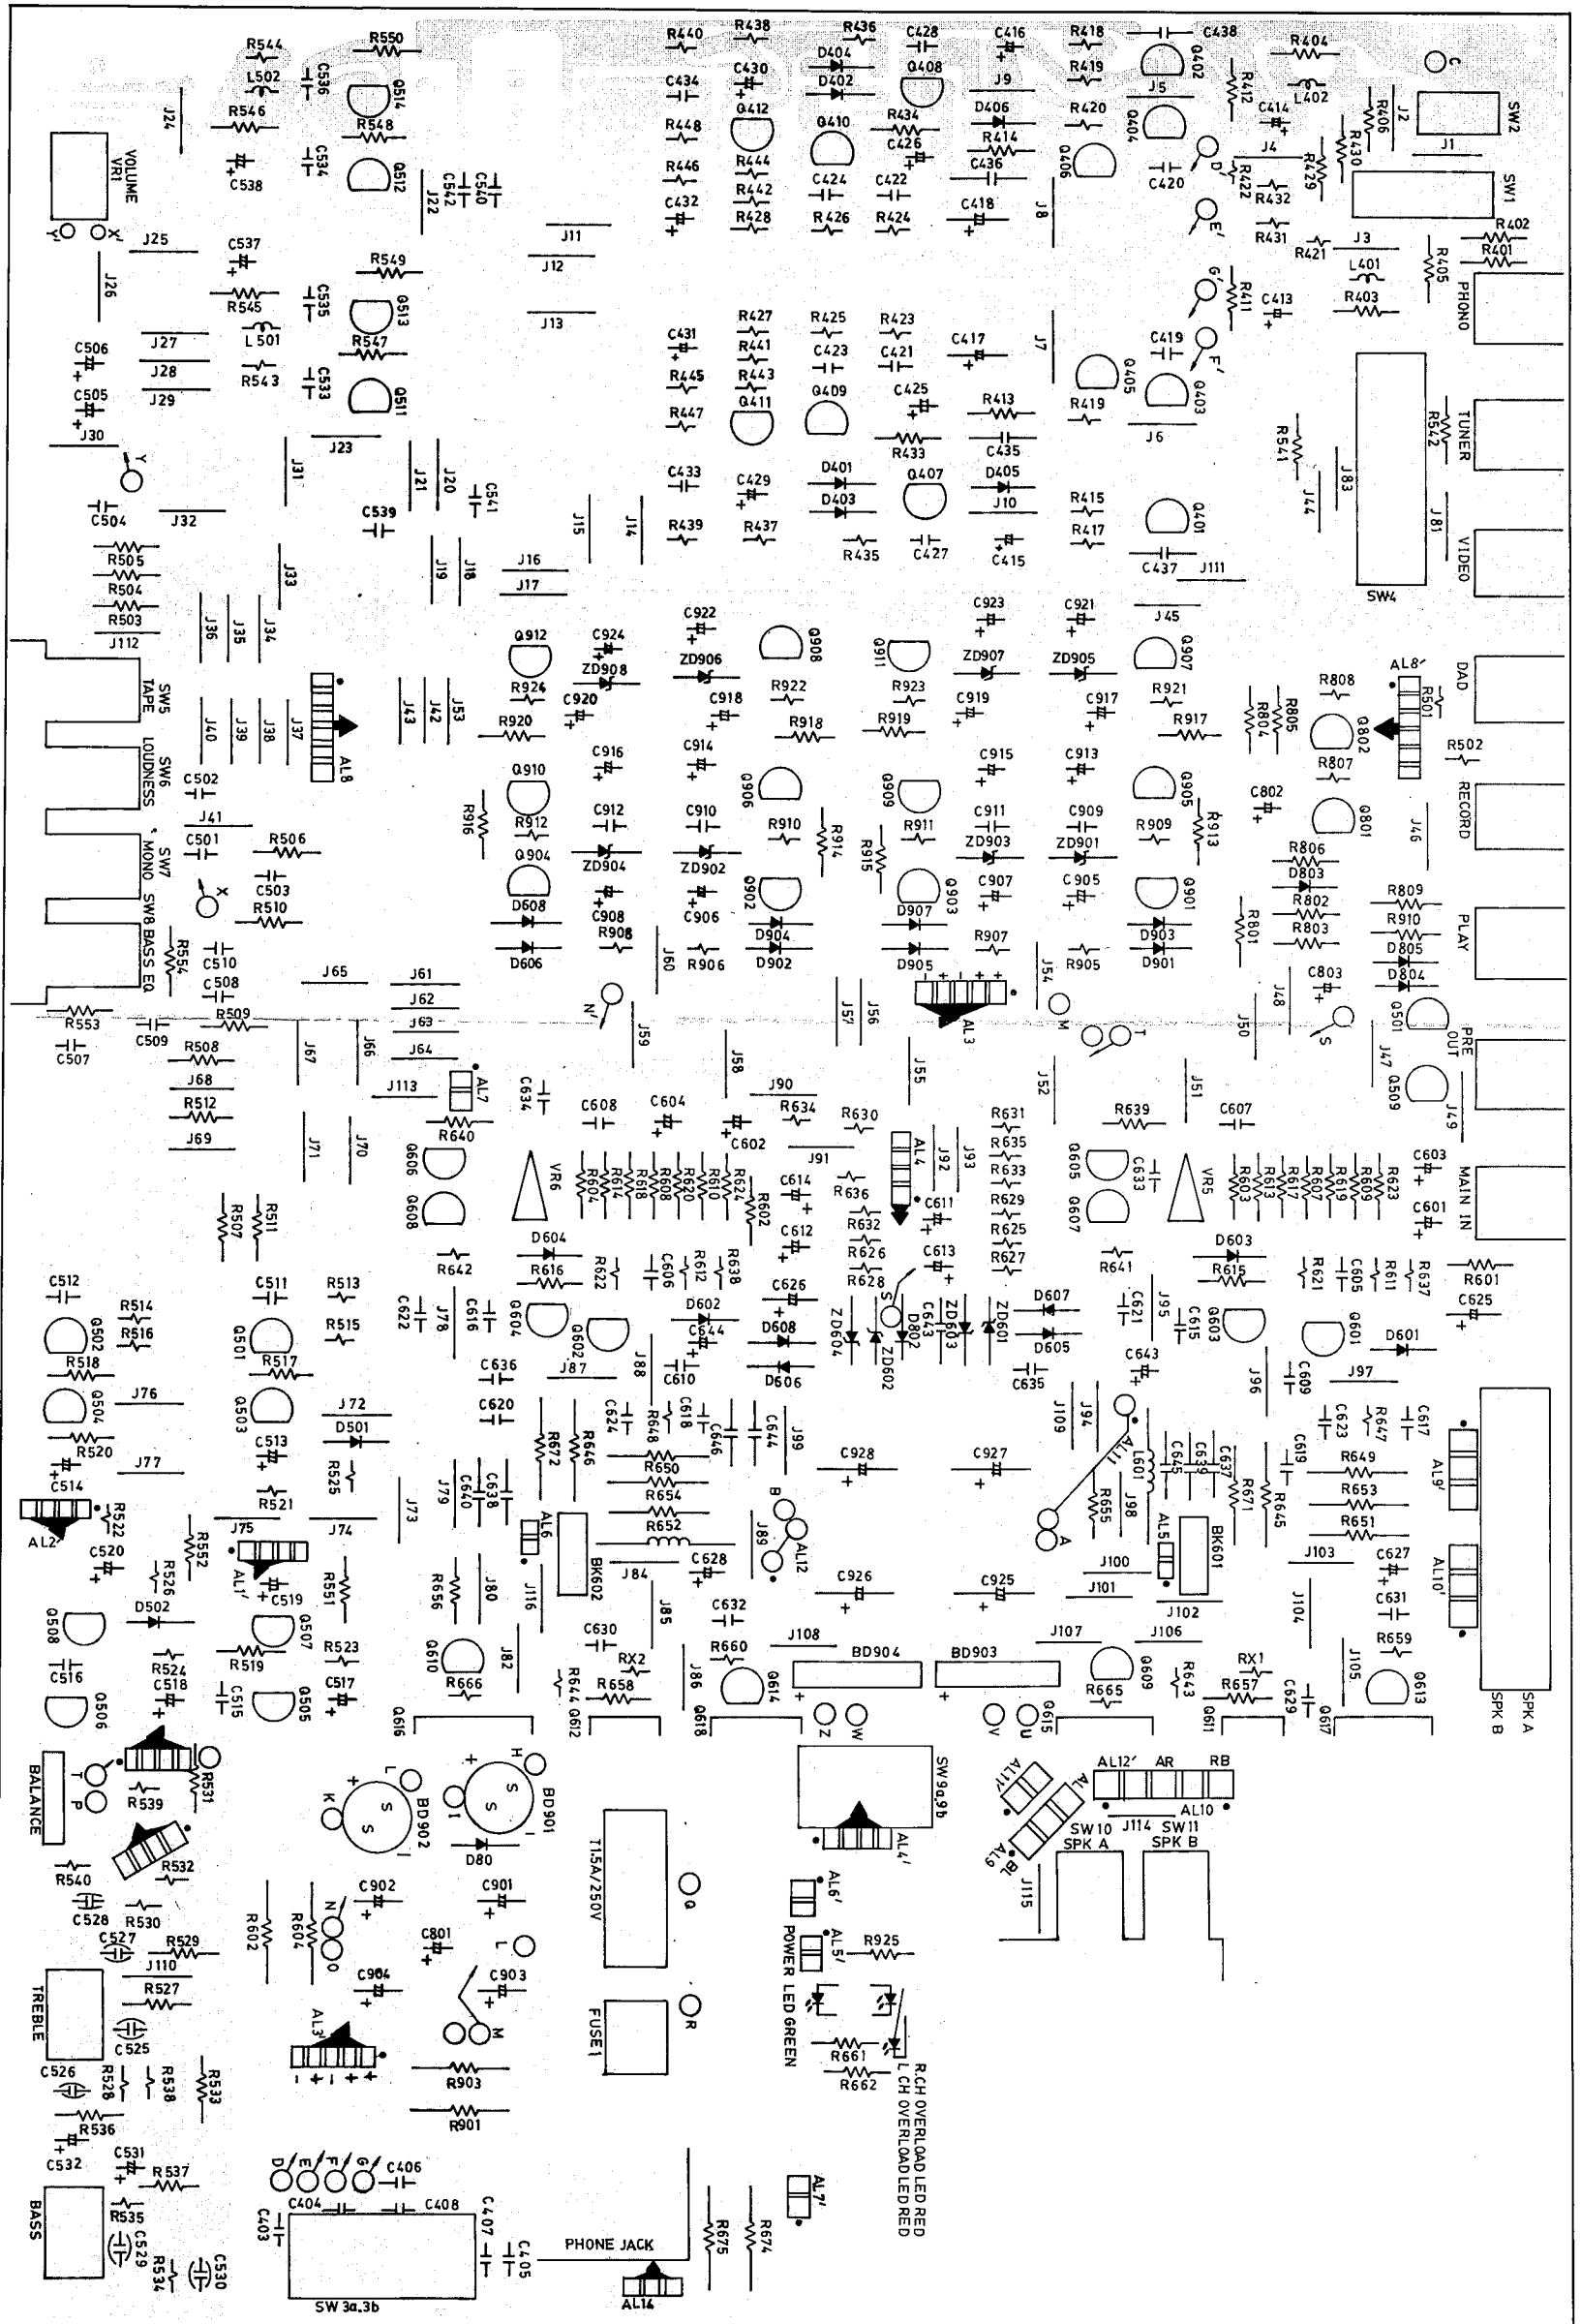 R544
R550
R440
R438
R436
C428
C416
R418
C438
R404
C
L502
C536
Q514
C434
C430
D404
D402
Q408
J9
R419
Q402
J5
R412
L402
J2
SW2
J24
R546
R548
R448
Q412
Q410
R434
D406
R420
Q404
C414
R406
J1
VOLUME
VR1
C538
C534
Q512
R446
R444
C426
R414
C436
Q406
C420
D'
R422
J4
R432
R429
R430
SW1
J22
C542
C540
C432
R442
R428
C424
R426
C422
R424
C418
J8
E'
R431
R421
J3
R402
R401
Y'
X'
J25
C537
J11
J12
R549
J26
R545
C535
Q513
J13
R427
R425
R423
G'
R411
C413
L401
R403
R405
PHONO
C506
J27
L501
R547
C431
R441
C423
C421
C417
J7
C419
F'
J28
R543
C533
Q511
R445
R443
Q405
Q403
C505
J29
R447
Q411
Q409
C425
R413
R419
J30
J23
R433
C435
J6
R541
R542
TUNER
Y
J31
J21
J20
C541
C433
C429
D401
D403
Q407
D405
J10
R415
Q401
J44
J83
J81
C504
J32
C539
J15
J14
R439
R437
R435
C427
C415
R417
C437
VIDEO
R505
R504
R503
J112
J33
J19
J18
J16
J17
J111
SW4
J36
J35
J34
C922
C923
C921
J45
SW5
TAPE
Q912
C924
ZD908
ZD906
Q908
Q911
ZD907
ZD905
Q907
AL8'
DAD
J40
J39
J38
J37
AL8
J43
J42
J53
R924
C920
C918
R922
R923
C919
C917
R921
R808
R501
R920
R918
R919
R917
R804
R805
Q802
R502
SW6
LOUDNESS
C502
C916
C914
C915
C913
R807
RECORD
Q910
Q906
Q909
Q905
C802
Q801
J41
R916
R912
C912
C910
R910
R914
R911
C911
C909
R909
R913
J46
SW7
MONO
C501
R506
Q904
ZD904
ZD902
R915
ZD903
ZD901
R806
D803
X
C503
R510
D608
C908
C906
Q902
Q903
C907
C905
Q901
R802
R809
SW8
BASS EQ
R554
C510
D606
R908
J60
R906
D904
D902
D907
D905
R907
R905
D903
D901
R801
R803
R910
D805
PLAY
C508
J65
J61
J62
J54
C803
D804
R553
C509
R509
J63
N'
J57
J56
AL3
M
J50
J48
S
Q501
C507
R508
J67
J66
J64
J59
T
J47
PRE
OUT
J68
J113
AL7
C634
J58
J90
J55
J52
J51
Q509
R512
R640
C608
C604
C602
R634
R630
R631
R639
C607
J49
J69
J71
J70
Q606
J91
AL4
J92
J93
R635
R633
Q605
C633
C603
Q608
VR6
R604
R614
R618
R608
R620
R610
R624
R602
C614
R636
C611
R629
Q607
VR5
R603
R613
R617
R607
R619
R609
R623
C601
MAIN IN
R507
R511
C612
R632
R625
R642
D604
R626
C613
R627
R641
D603
C512
C511
R513
R616
R622
C606
R612
R638
R628
R615
R621
C605
R611
R637
R601
R514
C622
J78
C616
Q604
D602
C626
S
ZD604
ZD602
D802
C643
ZD603
ZD601
D607
C621
J95
C615
Q603
C625
Q502
R516
Q501
R515
Q602
C644
D608
D605
Q601
D601
R518
R517
C636
J87
J88
C610
D606
C635
C643
J96
C609
J97
Q504
J76
Q503
J72
C620
C624
C618
J109
J94
C623
R647
C617
R520
D501
R672
R646
R648
C646
C644
J99
C928
C927
AL11
L601
C645
C639
C637
C619
R649
AL9'
C514
J77
C513
R525
J79
C640
C638
R650
R671
R645
R653
R521
R654
B
R655
J98
AL2'
R522
J75
J74
J73
AL6
R652
J89
AL12
A
AL5
BK601
R651
C520
R552
AL1'
BK602
J84
C628
J100
J103
C627
AL10'
R526
C519
R551
R656
J80
J116
C926
C925
J101
D502
J85
C632
J102
J104
C631
Q508
Q507
R523
Q610
J82
C630
J108
J107
J106
R659
C516
R524
R519
RX2
R660
BD904
BD903
RX1
J105
C518
C515
C517
R666
R644
R658
J86
Q614
R665
Q609
R643
R657
C629
Q613
Q506
Q505
Q616
Q612
Q618
Z
W
V
U
Q615
Q611
Q617
SPK B
SPK A
BALANCE
T
P
R539
R531
L
K
S
S
BD902
H
I
S
S
BD901
SW9a,9b
AL11'
AL
AL12'
AR
RB
AL10
D80
AL4'
BL
AL9
SW10
SPK A
J114
SW11
SPK B
R540
R532
T1.5A/250V
J115
C528
R530
R602
R604
N
C902
C901
Q
AL6'
C527
R529
O
C801
L
AL5'
R925
J110
C904
C903
R527
R
POWER LED GREEN
TREBLE
C525
AL3'
M
FUSE1
R661
C526
R528
R538
R533
R903
R662
R.CH OVERLOAD LED RED
L.CH OVERLOAD LED RED
R536
R901
C532
C531
R537
D
E
F
G
C406
AL7'
BASS
R535
C404
C408
C403
C407
C405
R675
R674
C529
R534
C530
PHONE JACK
SW 3a,3b
AL14